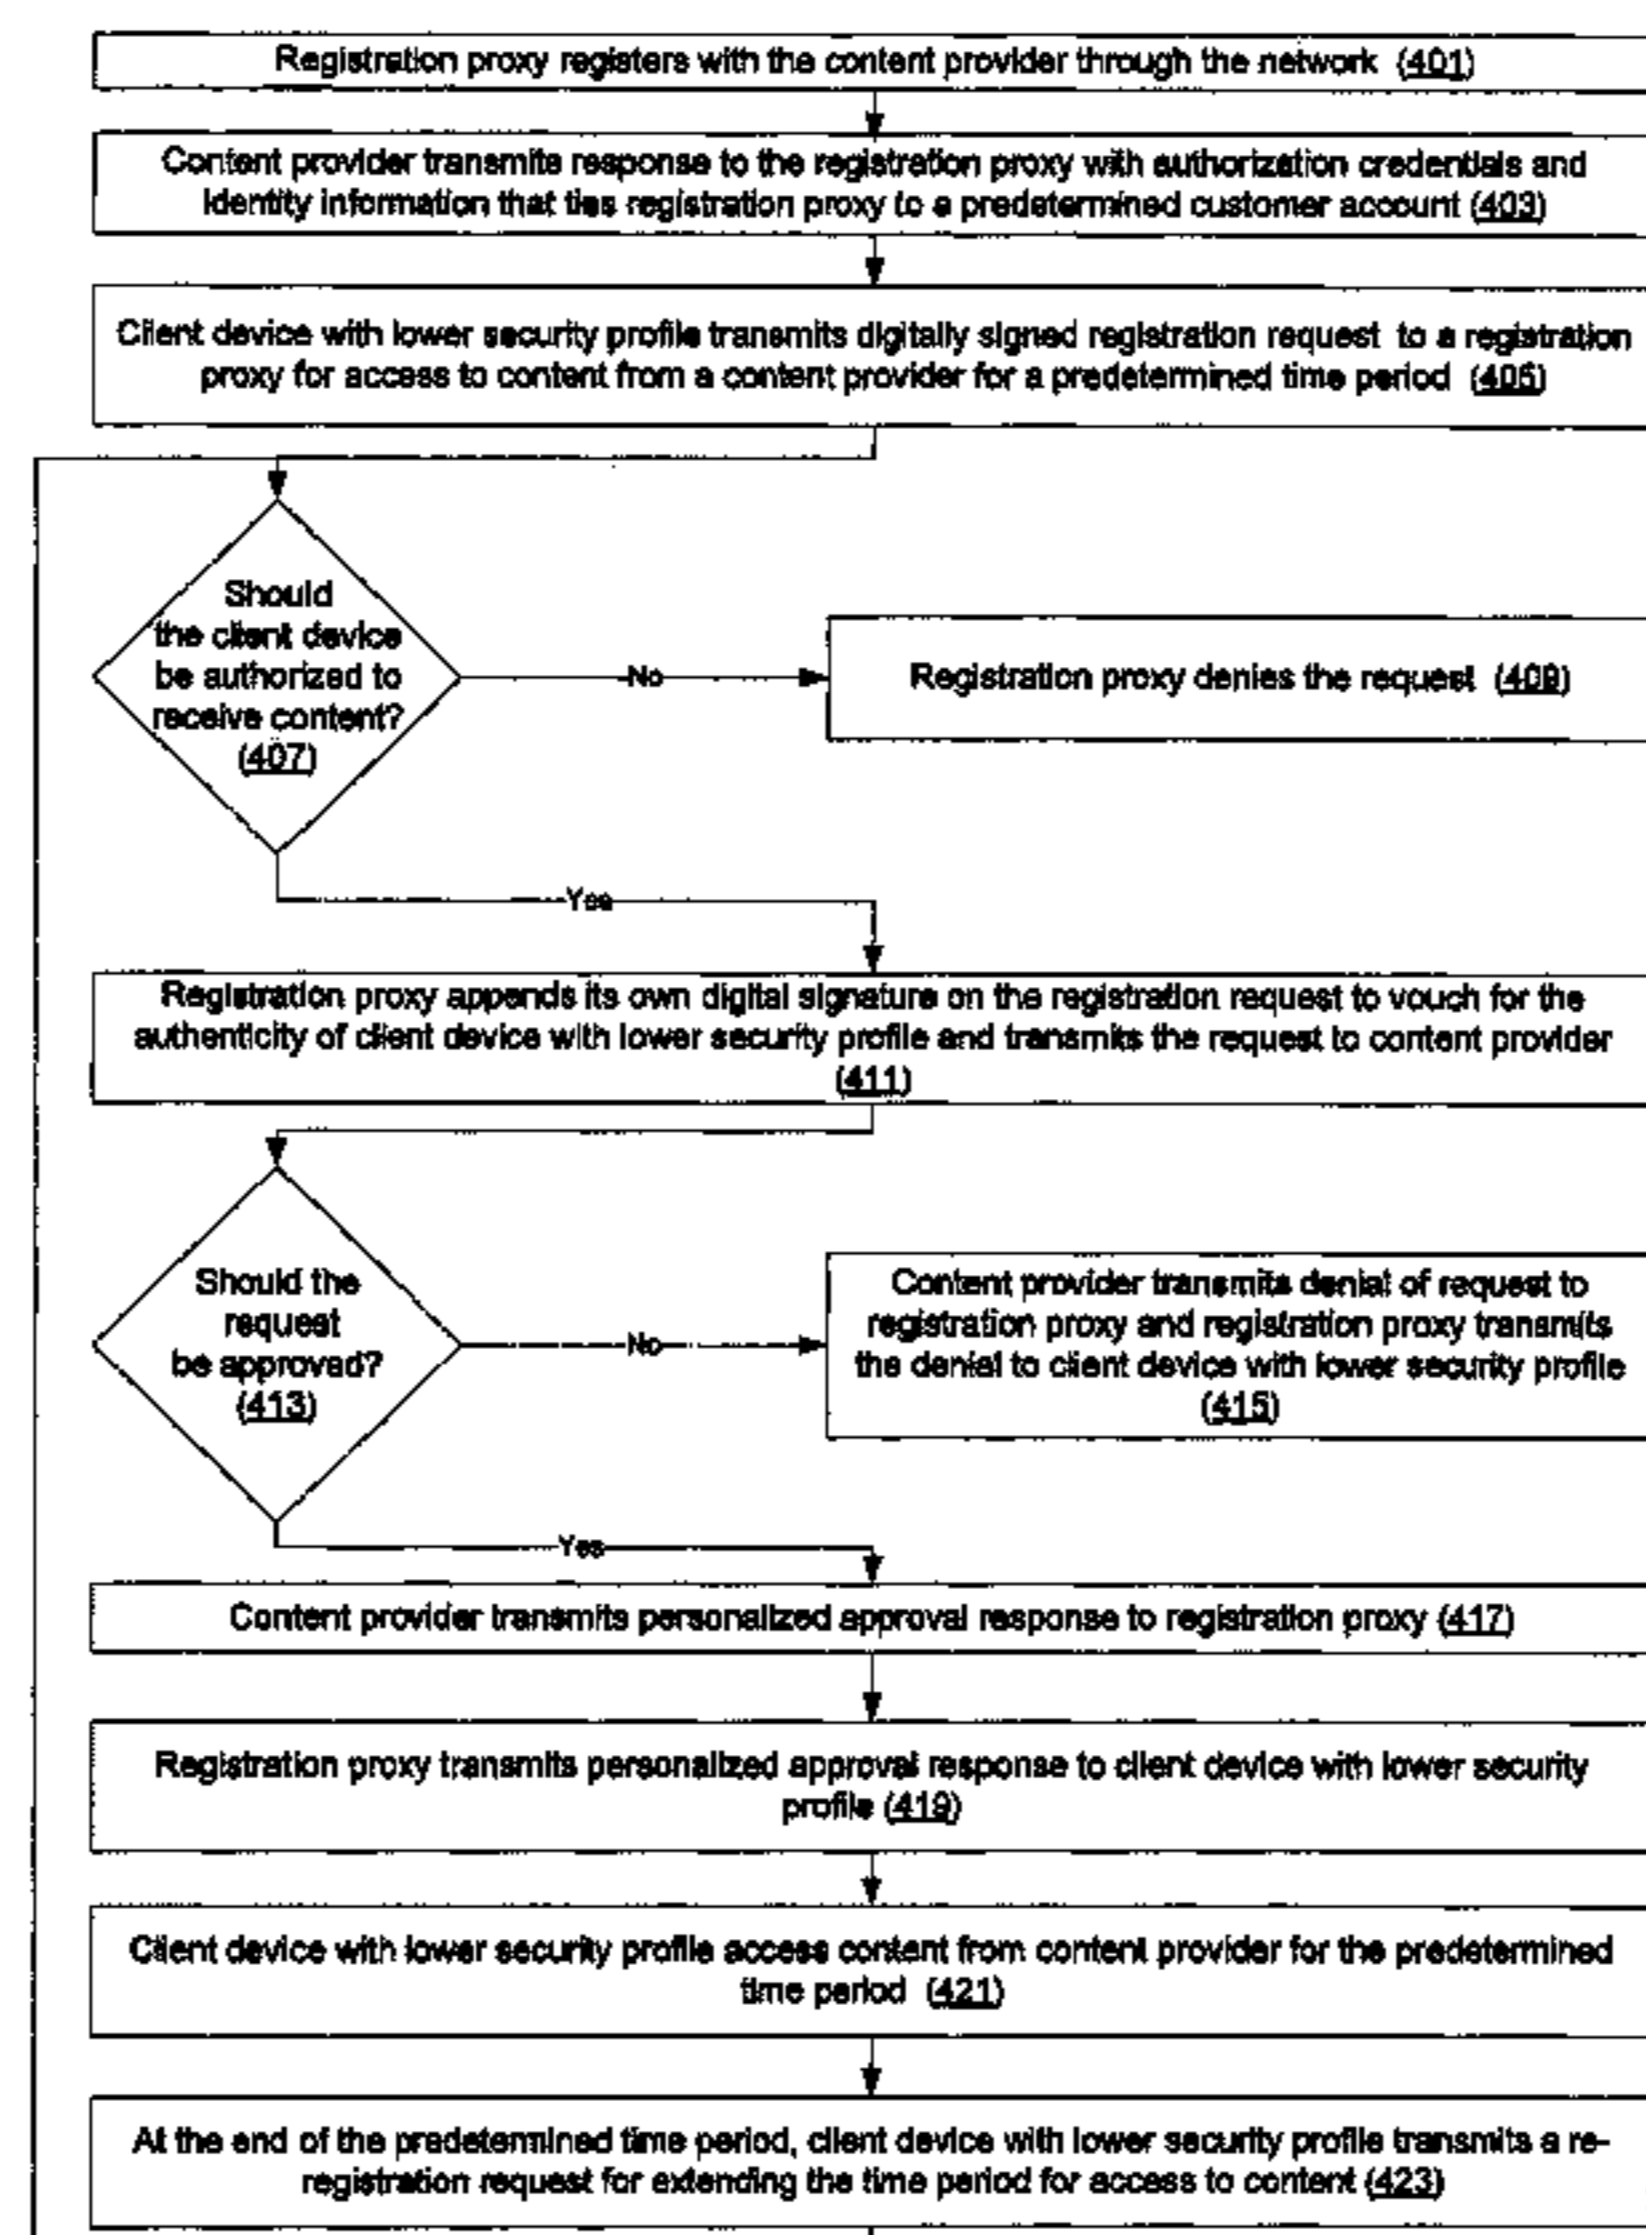 Registration proxy registers with the content provider through the network (401)
Content provider transmits response to the registration proxy with authorization credentials and
identity information that ties registration proxy to a predetermined customer account (403)
Client device with lower security profile transmits digitally signed registration request to a registration
proxy for access to content from a content provider for a predetermined time period (405)
Should
the client device
be authorized to
receive content?
(407)
No
Registration proxy denies the request (409)
Yes
Registration proxy appends its own digital signature on the registration request to vouch for the
authenticity of client device with lower security profile and transmits the request to content provider
(411)
Should the
request
be approved?
(413)
No
Content provider transmits denial of request to
registration proxy and registration proxy transmits
the denial to client device with lower security profile
(415)
Yes
Content provider transmits personalized approval response to registration proxy (417)
Registration proxy transmits personalized approval response to client device with lower security
profile (419)
Client device with lower security profile access content from content provider for the predetermined
time period (421)
At the end of the predetermined time period, client device with lower security profile transmits a re-
registration request for extending the time period for access to content (423)